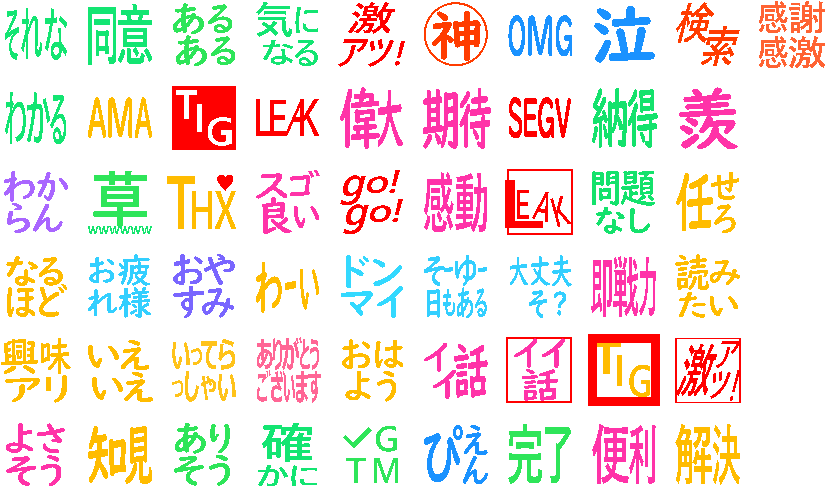 それな 同意 ある 気に 激 神 OMG 泣 検 感謝
ある なる アツ! 索 感激
わかる AMA TIG LEAK 偉大 期待 SEGV 納得 羨
わか 草 THX♥ スゴ go! 感動 LEAK 問題 任せ
らん wwwwww 良い go! なし ろ
なる お疲 おや わーい ドン そーゆー 大丈夫 即戦力 読み
ほど れ様 すみ マイ 日もある そ? たい
興味 いえ いってら ありがとう おは イイ話 イイ TIG 激アツ!
アリ いえ っしゃい ございます よう 話
よさ 知見 あり 確 ✓G ぴえ 完了 便利 解決
そう そう かに TM ん